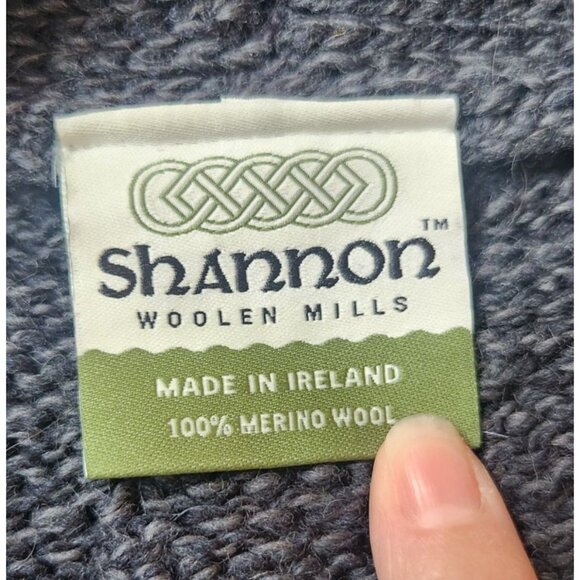 Shannon™
WOOLEN MILLS
MADE IN IRELAND
100% MERINO WOOL